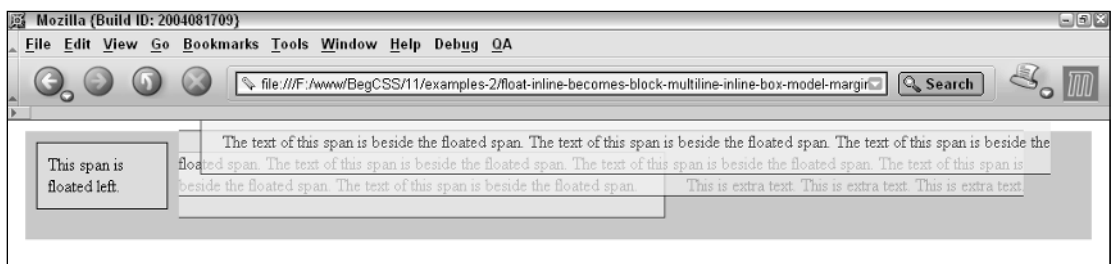 Mozilla {Build ID: 2004081709}
File Edit View Go Bookmarks Tools Window Help Debug QA
file:///F:/www/BegCSS/11/examples-2/float-inline-becomes-block-multiline-inline-box-model-margin
Search
This span is
floated left.
The text of this span is beside the floated span. The text of this span is beside the floated span. The text of this span is beside the
floated span. The text of this span is beside the floated span. The text of this span is beside the floated span. The text of this span is
beside the floated span. The text of this span is beside the floated span. This is extra text. This is extra text. This is extra text.